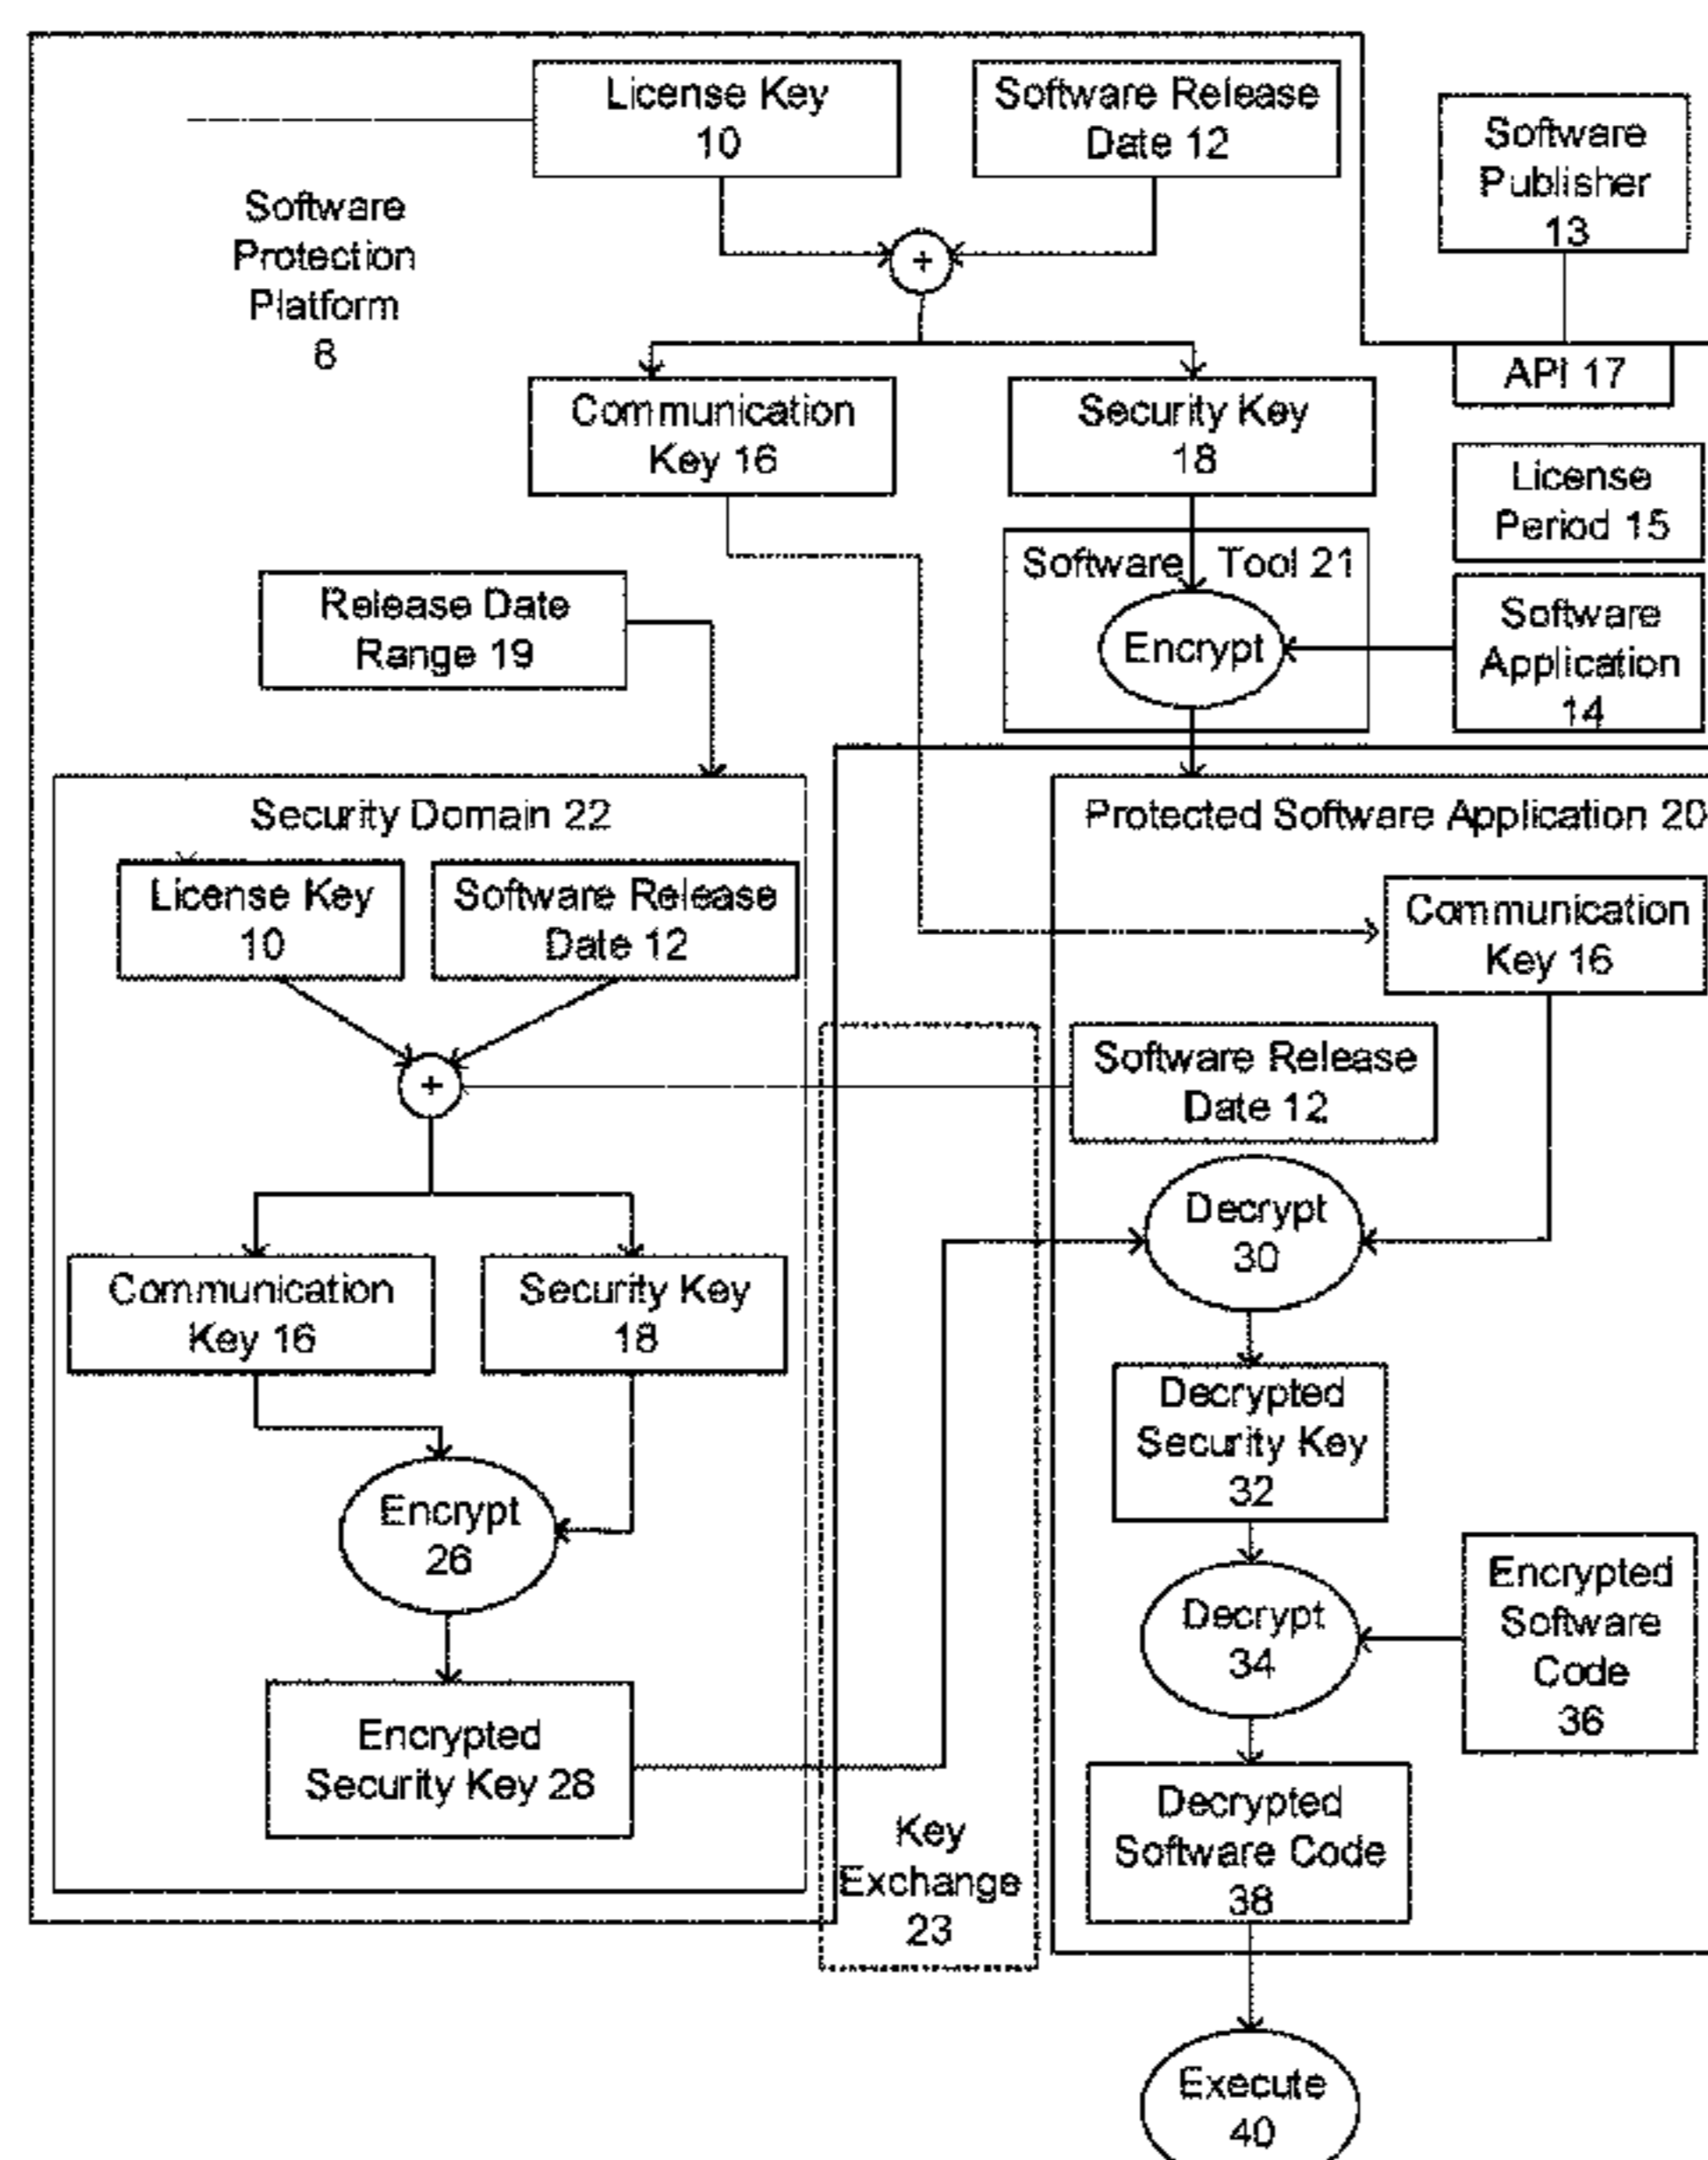 License Key
10
Software Release
Date 12
Software
Publisher
13
Software
Protection
Platform
8
+
API 17
Communication
Key 16
Security Key
18
License
Period 15
Software Tool 21
Encrypt
Release Date
Range 19
Software
Application
14
Security Domain 22
Protected Software Application 20
License Key
10
Software Release
Date 12
Communication
Key 16
Software Release
Date 12
+
Decrypt
30
Communication
Key 16
Security Key
18
Decrypted
Security Key
32
Encrypt
26
Encrypted
Software
Code
36
Decrypt
34
Encrypted
Security Key 28
Decrypted
Software Code
38
Key
Exchange
23
Execute
40